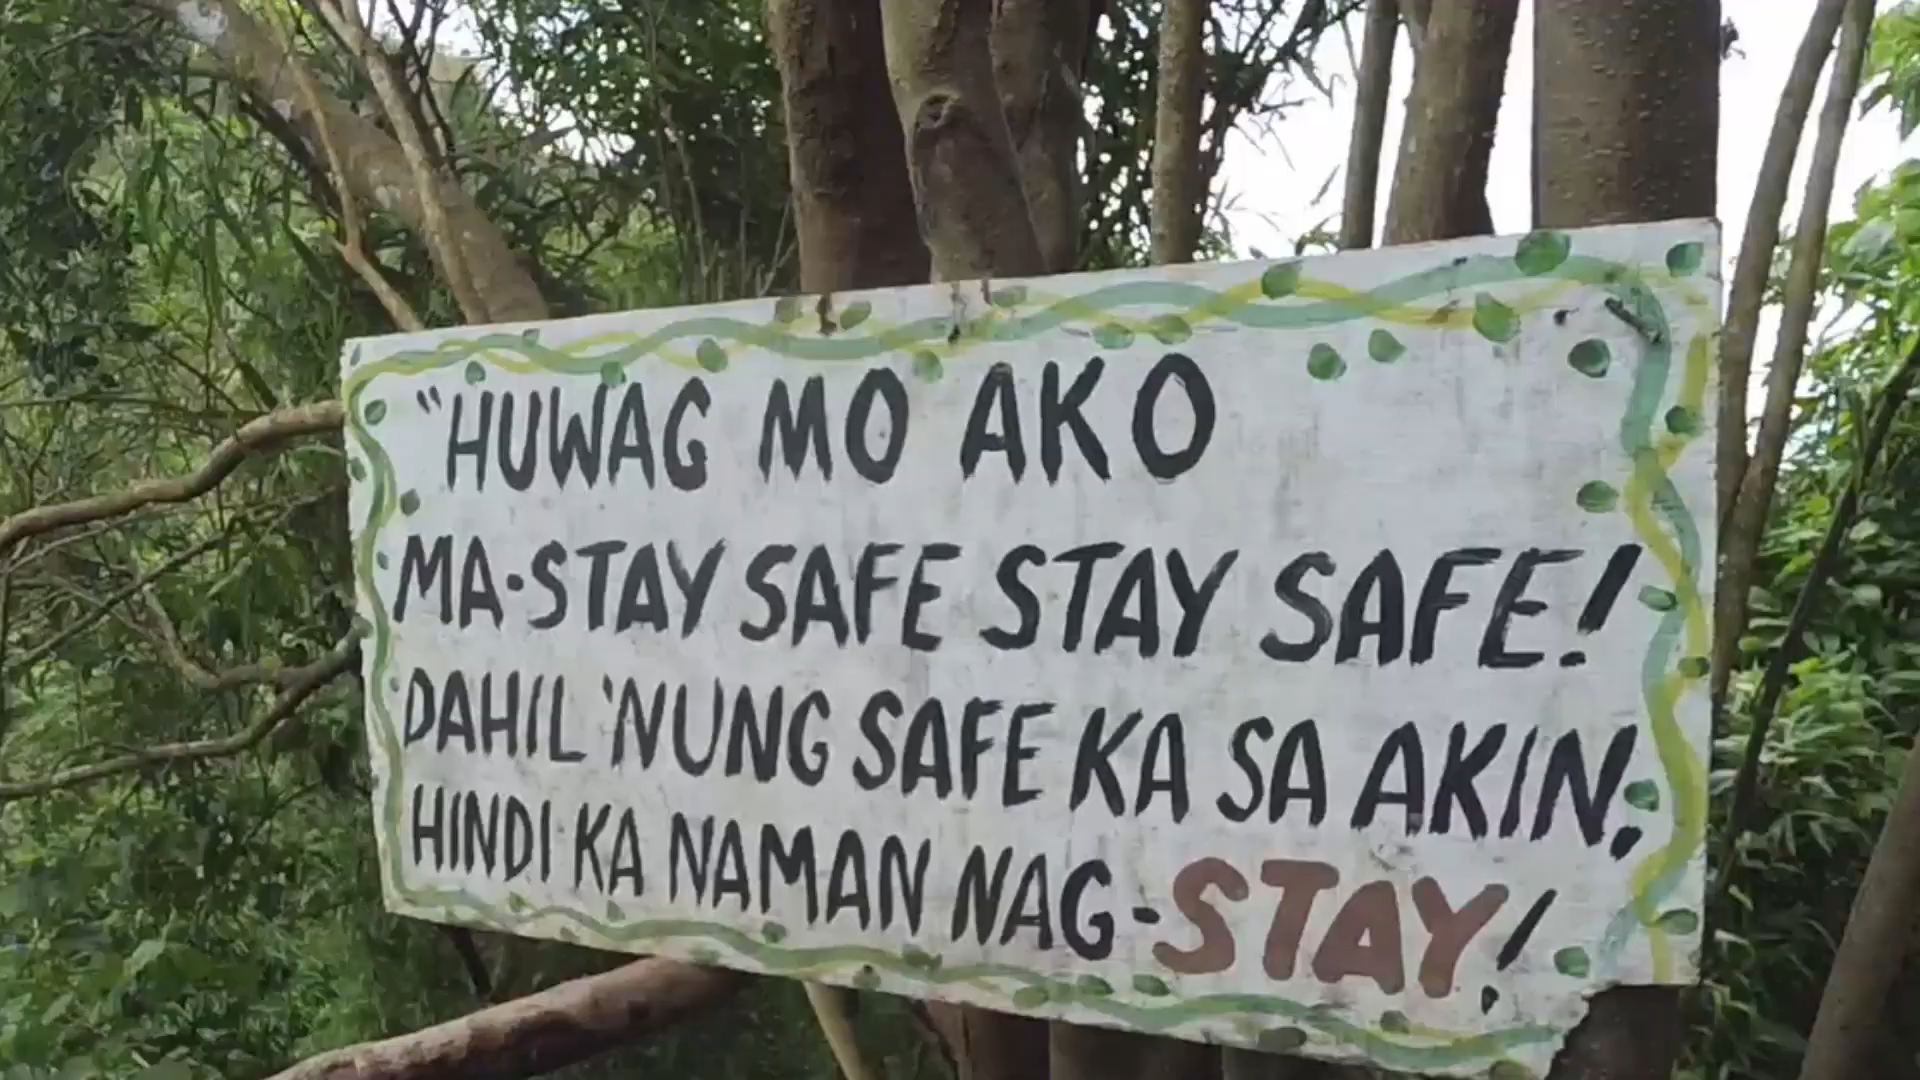 "HUWAG MO AKO
MA-STAY SAFE STAY SAFE!
DAHIL 'NUNG SAFE KA SA AKIN,
HINDI KA NAMAN NAG-STAY!